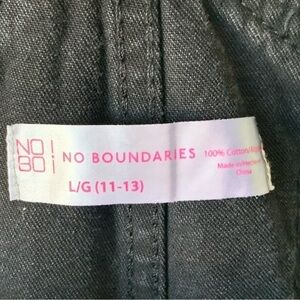 NO
BO
NO BOUNDARIES
L/G (11-13)
100% Cotton/
Made in/
China